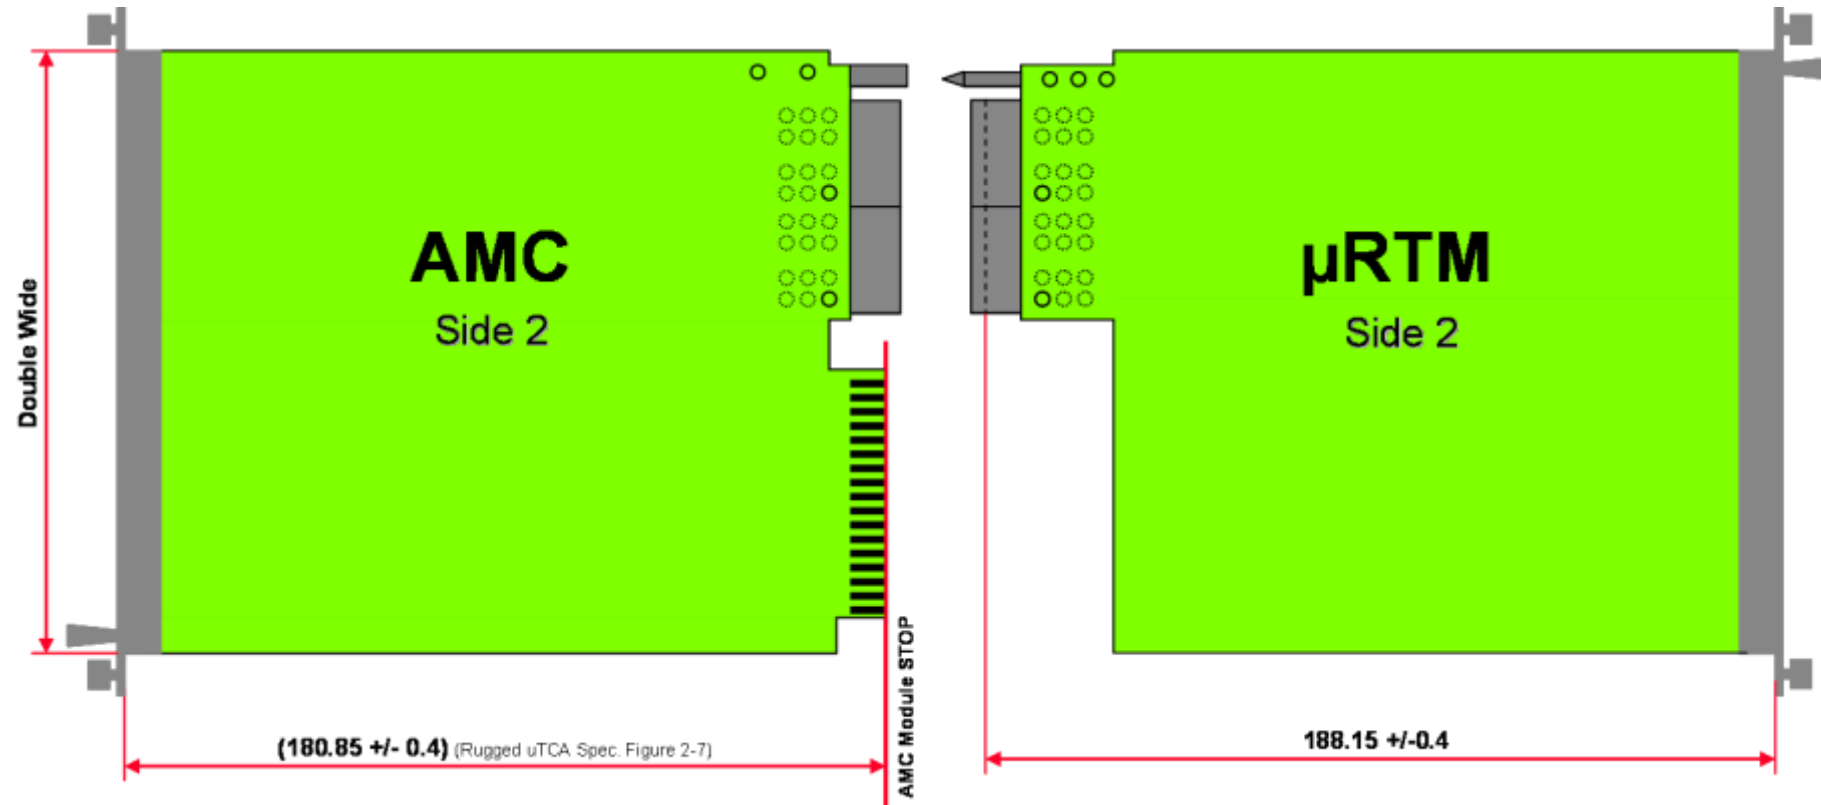 AMC
Side 2
µRTM
Side 2
Double Wide
(180.85 +/- 0.4) (Rugged uTCA Spec. Figure 2-7)
AMC Module STOP
188.15 +/-0.4